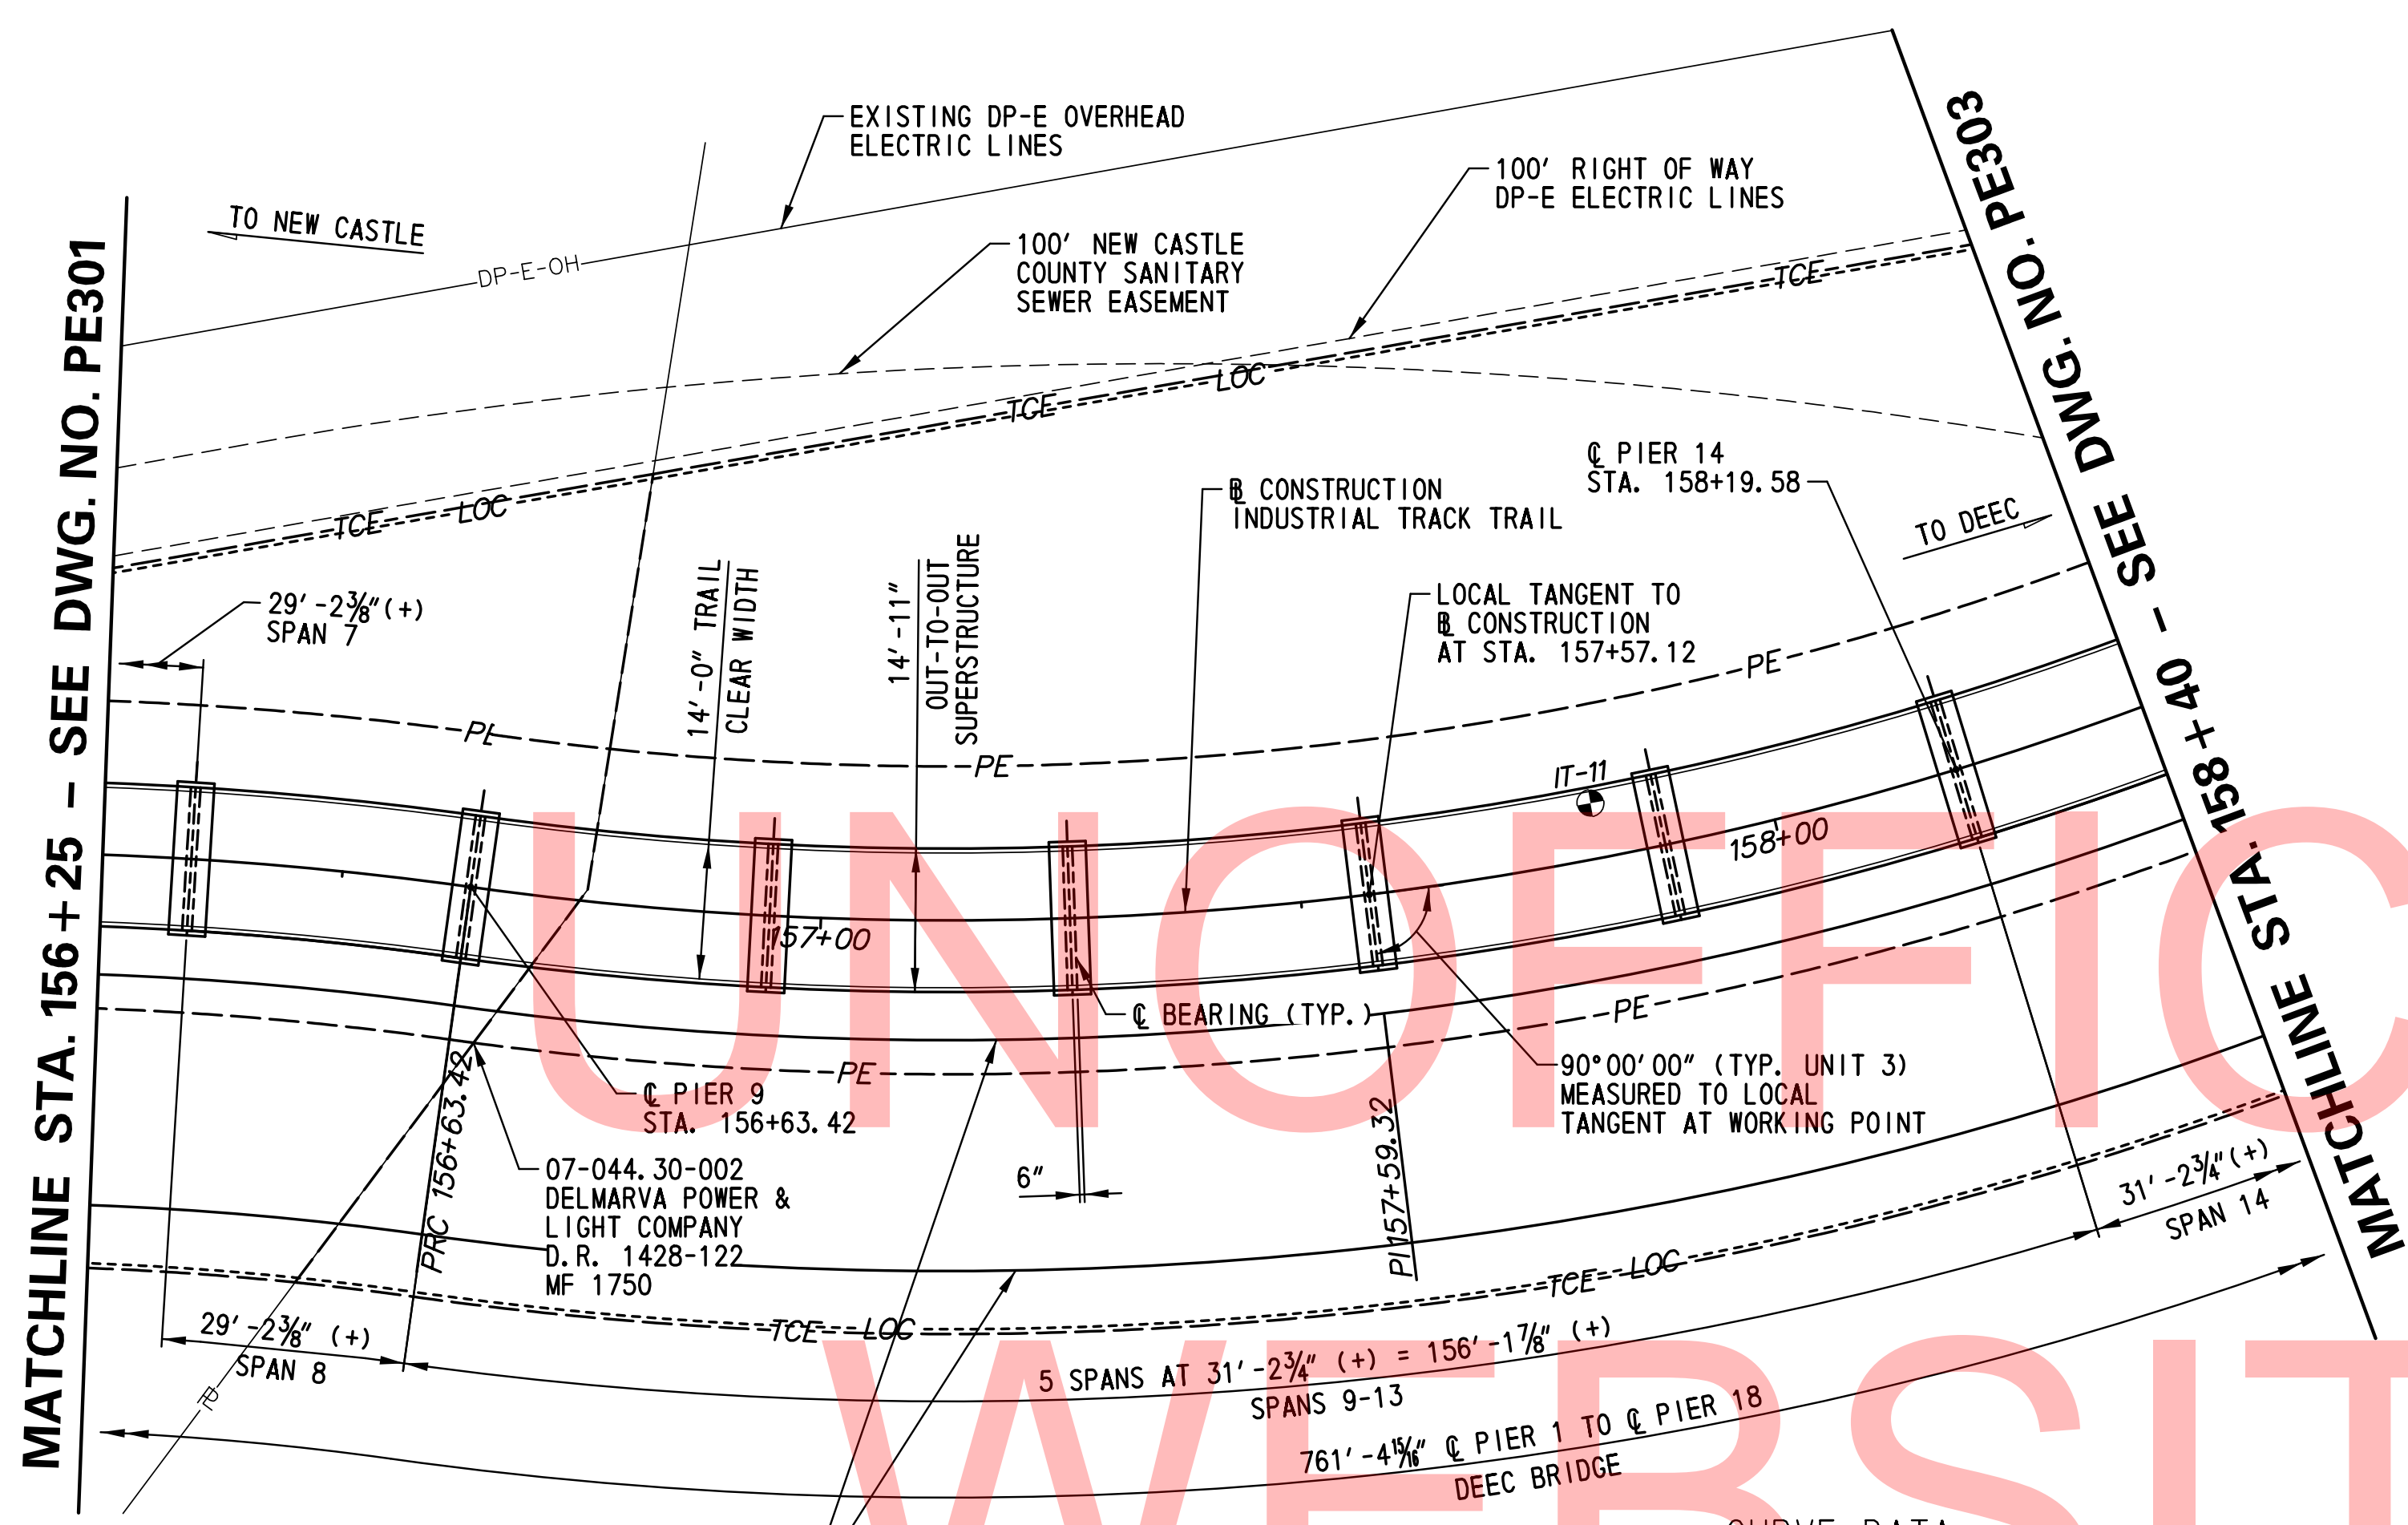 MATCHLINE STA. 156+25 - SEE DWG. NO. PE301
TO NEW CASTLE
DP-E-OH
EXISTING DP-E OVERHEAD
ELECTRIC LINES
100' NEW CASTLE
COUNTY SANITARY
SEWER EASEMENT
100' RIGHT OF WAY
DP-E ELECTRIC LINES
MATCHLINE STA. 158+40 - SEE DWG. NO. PE303
TCE
LOC
TCE
LOC
TCE
29'-2⅜"(+)
SPAN 7
14'-0" TRAIL
CLEAR WIDTH
14'-11"
OUT-TO-OUT
SUPERSTRUCTURE
℄ CONSTRUCTION
INDUSTRIAL TRACK TRAIL
℄ PIER 14
STA. 158+19.58
TO DEEC
LOCAL TANGENT TO
℄ CONSTRUCTION
AT STA. 157+57.12
PE
PE
PE
IT-11
158+00
157+00
UNOFFIC
℄ BEARING (TYP.)
PE
PE
℄ PIER 9
STA. 156+63.42
90°00'00" (TYP. UNIT 3)
MEASURED TO LOCAL
TANGENT AT WORKING POINT
PRC 156+63.42
07-044.30-002
DELMARVA POWER &
LIGHT COMPANY
D.R. 1428-122
MF 1750
6"
PI 157+59.32
31'-2¾"(+)
SPAN 14
TCE
LOC
TCE
LOC
29'-2⅜" (+)
SPAN 8
5 SPANS AT 31'-2¾" (+) = 156'-1⅞" (+)
SPANS 9-13
761'-4 15/16" ℄ PIER 1 TO ℄ PIER 18
DEEC BRIDGE
WEBSIT
CURVE DATA